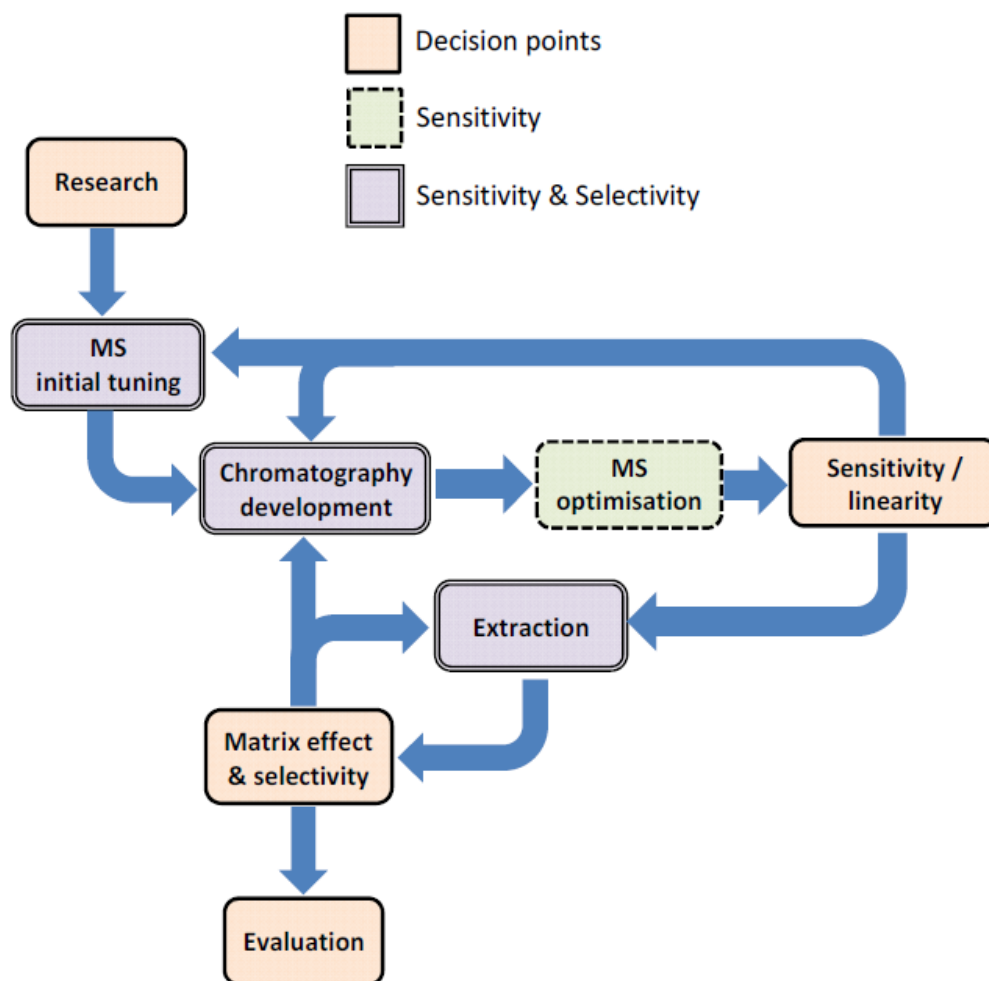 Decision points
Sensitivity
Sensitivity & Selectivity
Research
MS
initial tuning
Chromatography
development
MS
optimisation
Sensitivity /
linearity
Extraction
Matrix effect
& selectivity
Evaluation